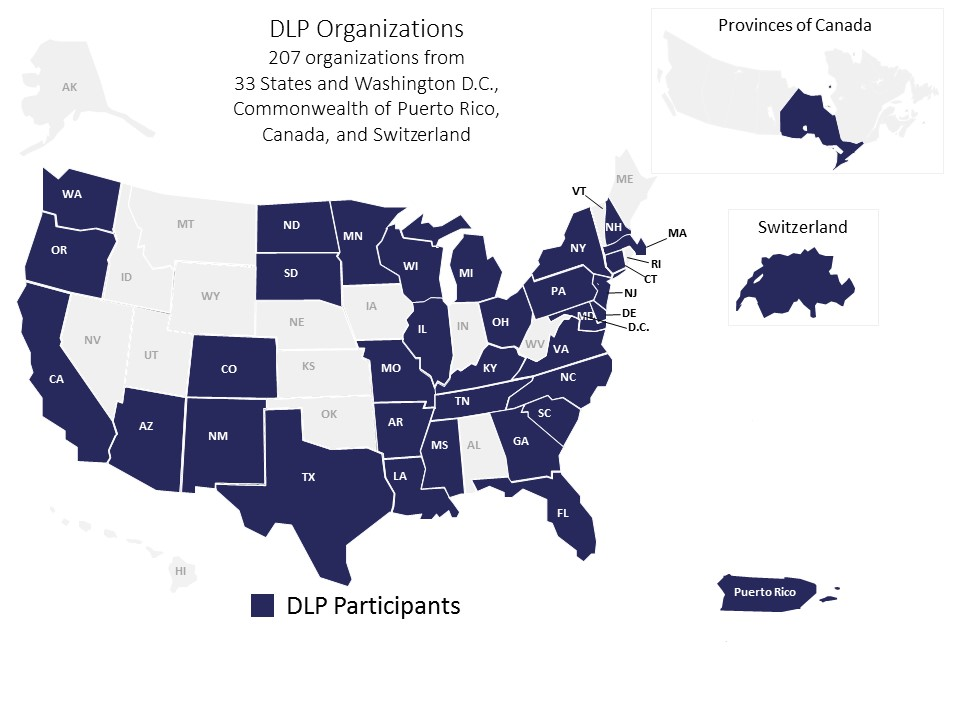 DLP Organizations
207 organizations from
33 States and Washington D.C.,
Commonwealth of Puerto Rico,
Canada, and Switzerland
Provinces of Canada
AK
ME
WA
VT
MT
ND
MN
NH
MA
OR
NY
Switzerland
ID
SD
WI
MI
RI
CT
WY
PA
NJ
IA
NE
IL
IN
OH
MD
DE
D.C.
NV
UT
WV
VA
CO
KS
MO
KY
CA
NC
TN
AZ
NM
OK
AR
SC
MS
AL
GA
TX
LA
FL
HI
Puerto Rico
DLP Participants